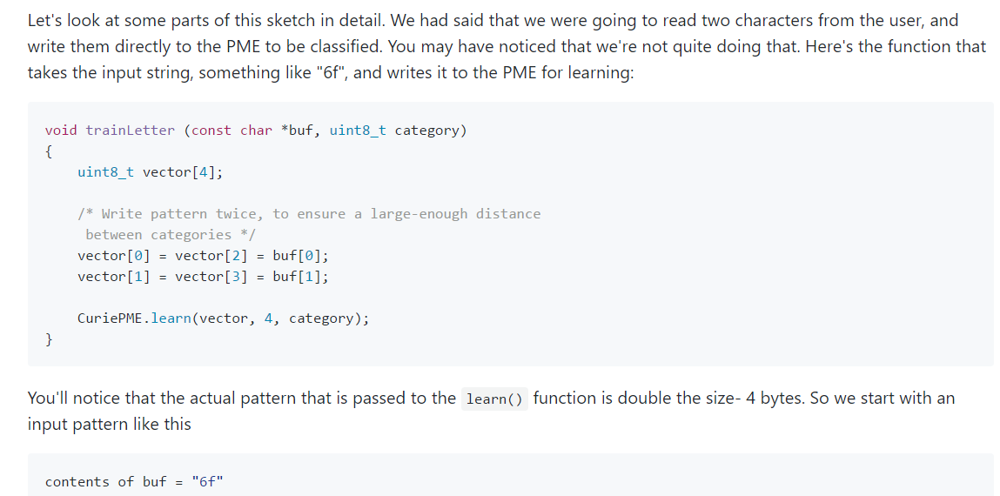 Let's look at some parts of this sketch in detail. We had said that we were going to read two characters from the user, and
write them directly to the PME to be classified. You may have noticed that we're not quite doing that. Here's the function that
takes the input string, something like "6f", and writes it to the PME for learning:
void trainLetter (const char *buf, uint8_t category)
{
    uint8_t vector[4];
    /* Write pattern twice, to ensure a large-enough distance
     between categories */
    vector[0] = vector[2] = buf[0];
    vector[1] = vector[3] = buf[1];
    CuriePME.learn(vector, 4, category);
}
You'll notice that the actual pattern that is passed to the learn() function is double the size- 4 bytes. So we start with an
input pattern like this
contents of buf = "6f"